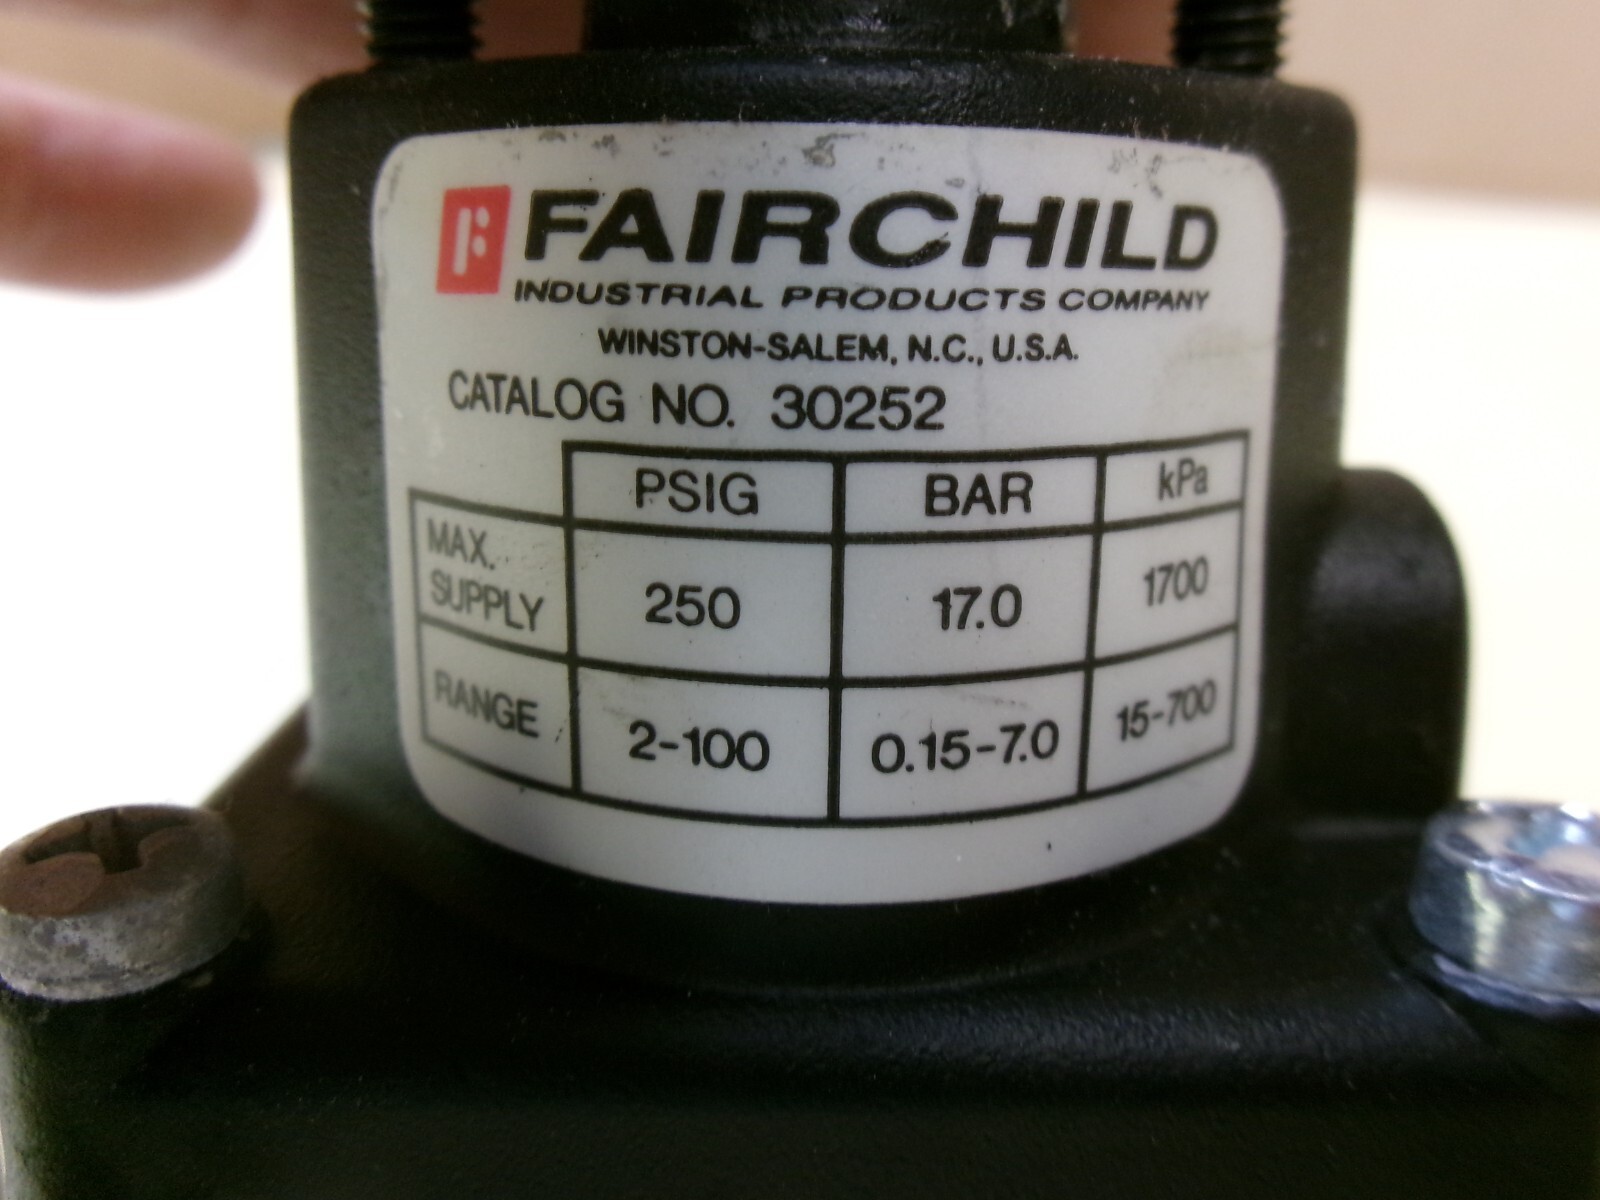 F FAIRCHILD
INDUSTRIAL PRODUCTS COMPANY
WINSTON-SALEM, N.C., U.S.A.
CATALOG NO. 30252
PSIG BAR kPa
MAX. SUPPLY 250 17.0 1700
RANGE 2-100 0.15-7.0 15-700